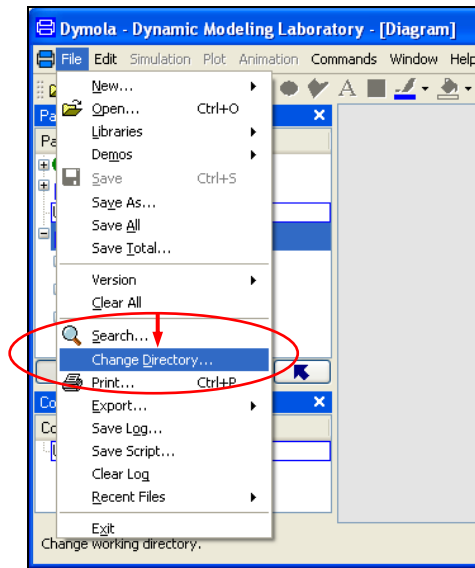 Dymola - Dynamic Modeling Laboratory - [Diagram]
File Edit Simulation Plot Animation Commands Window Help
New...
Open... Ctrl+O
Libraries
Demos
Save Ctrl+S
Save As...
Save All
Save Total...
Version
Clear All
Search...
Change Directory...
Print... Ctrl+P
Export...
Save Log...
Save Script...
Clear Log
Recent Files
Exit
Change working directory.